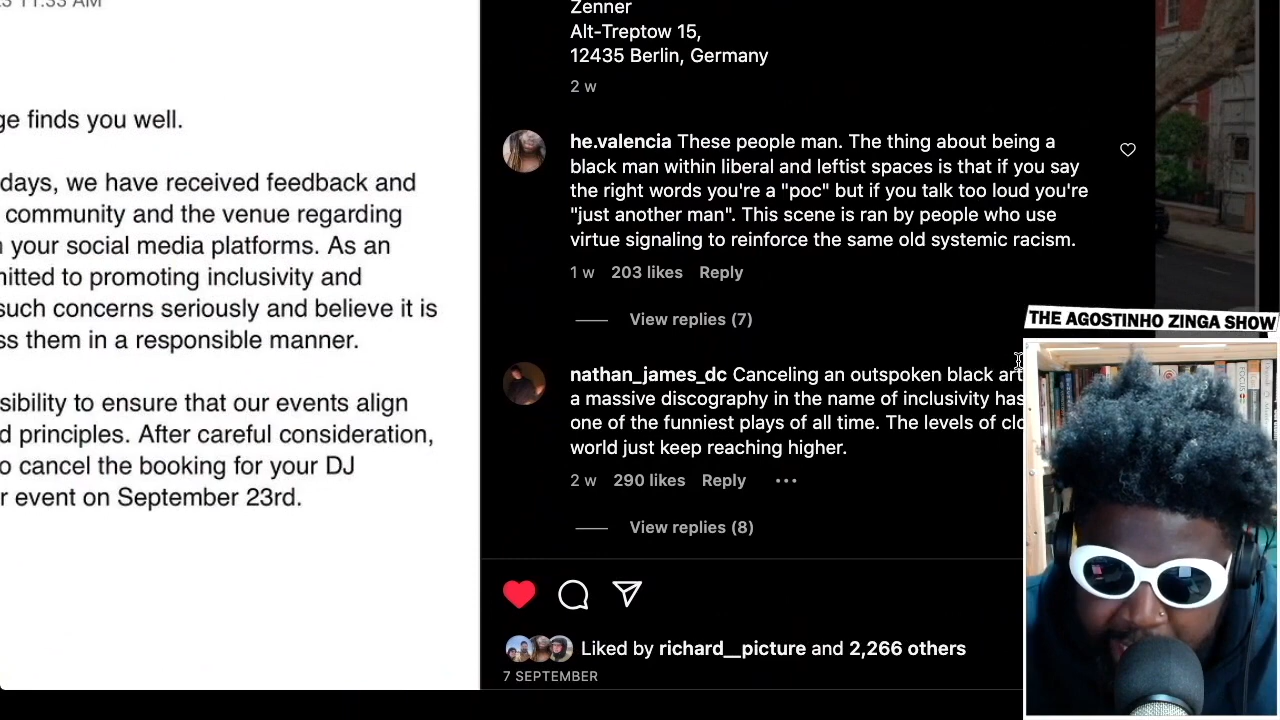 11:33 AM
ge finds you well.
days, we have received feedback and
community and the venue regarding
your social media platforms. As an
mitted to promoting inclusivity and
such concerns seriously and believe it is
ss them in a responsible manner.
sibility to ensure that our events align
d principles. After careful consideration,
o cancel the booking for your DJ
r event on September 23rd.
Zenner
Alt-Treptow 15,
12435 Berlin, Germany
2 w
he.valencia These people man. The thing about being a
black man within liberal and leftist spaces is that if you say
the right words you're a "poc" but if you talk too loud you're
"just another man". This scene is ran by people who use
virtue signaling to reinforce the same old systemic racism.
1 w 203 likes Reply
View replies (7)
nathan_james_dc Canceling an outspoken black art
a massive discography in the name of inclusivity has
one of the funniest plays of all time. The levels of clo
world just keep reaching higher.
2 w 290 likes Reply •••
View replies (8)
Liked by richard__picture and 2,266 others
7 SEPTEMBER
THE AGOSTINHO ZINGA SHOW